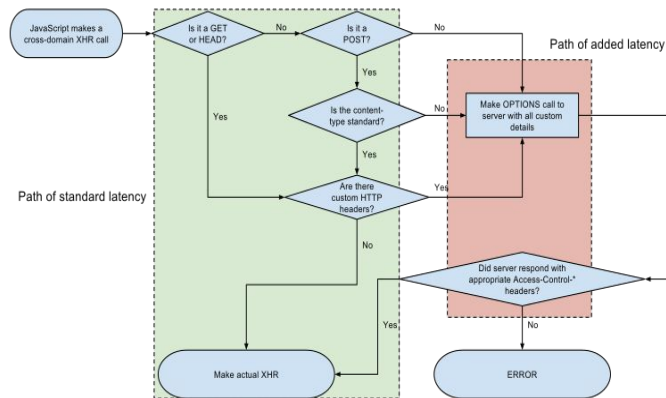 JavaScript makes a
cross-domain XHR call
Is it a GET
or HEAD?
No
Is it a
POST?
No
Path of added latency
Yes
Make OPTIONS call to
server with all custom
details
Is the content-
type standard?
No
Yes
Yes
Path of standard latency
Are there
custom HTTP
headers?
Yes
No
Did server respond with
appropriate Access-Control-*
headers?
Yes
No
Make actual XHR
ERROR